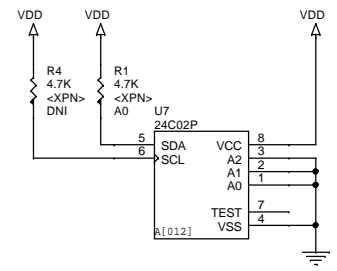 VDD VDD VDD
R4 R1
4.7K 4.7K
<XPN> <XPN>
DNI A0 U7
24C02P
5 SDA VCC 8
6 SCL A2 3
A1 2
A0 1
TEST 7
VSS 4
A[012]